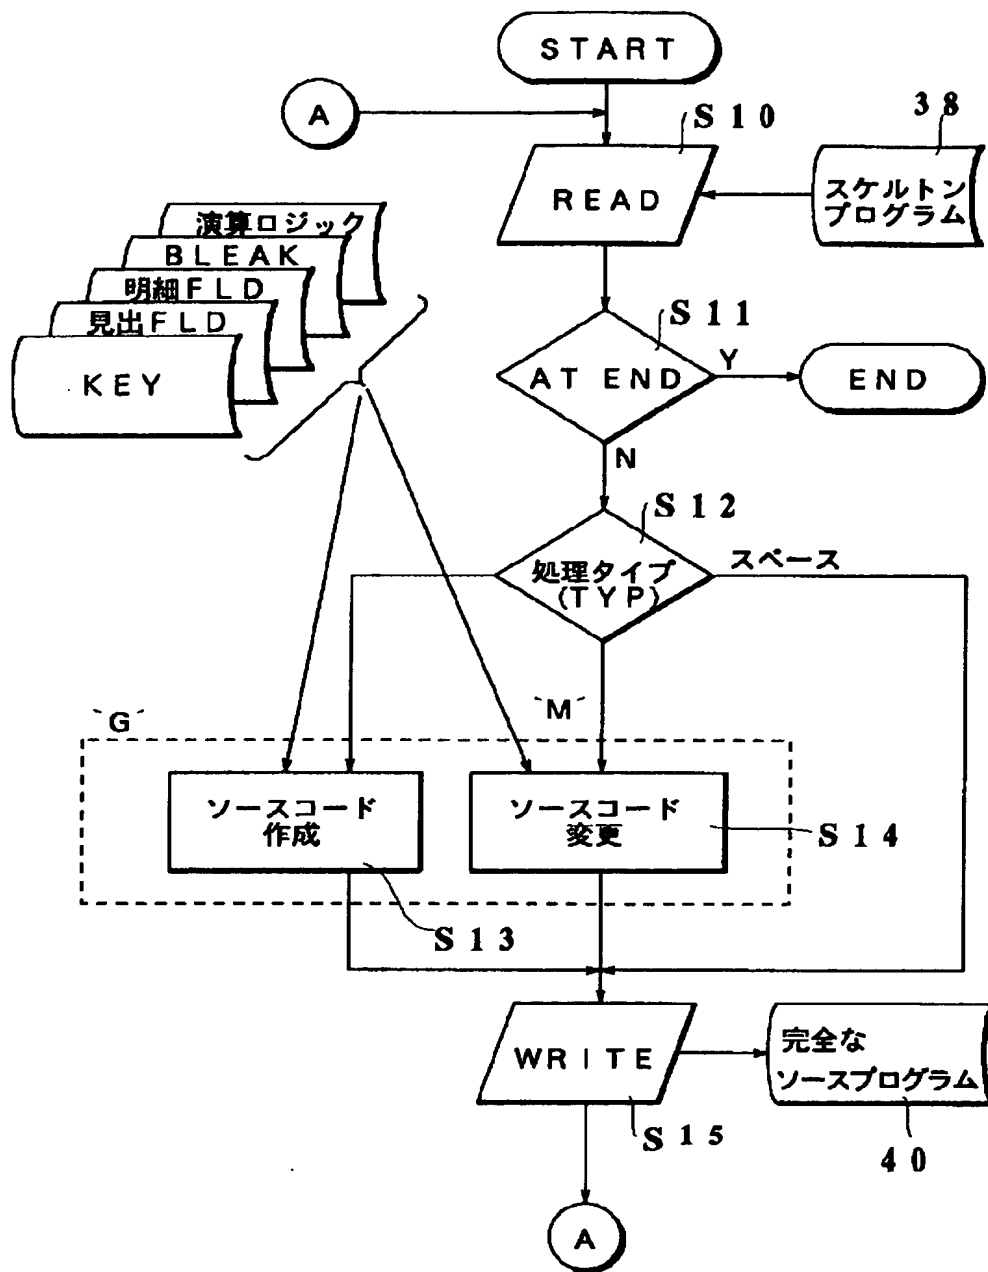 START
A
S10
38
READ
スケルトン
プログラム
演算ロジック
BLEAK
明細FLD
見出FLD
KEY
S11
AT END
Y
END
N
S12
処理タイプ
(TYP)
スペース
`G´
`M´
ソースコード
作成
ソースコード
変更
S14
S13
WRITE
完全な
ソースプログラム
S15
40
A